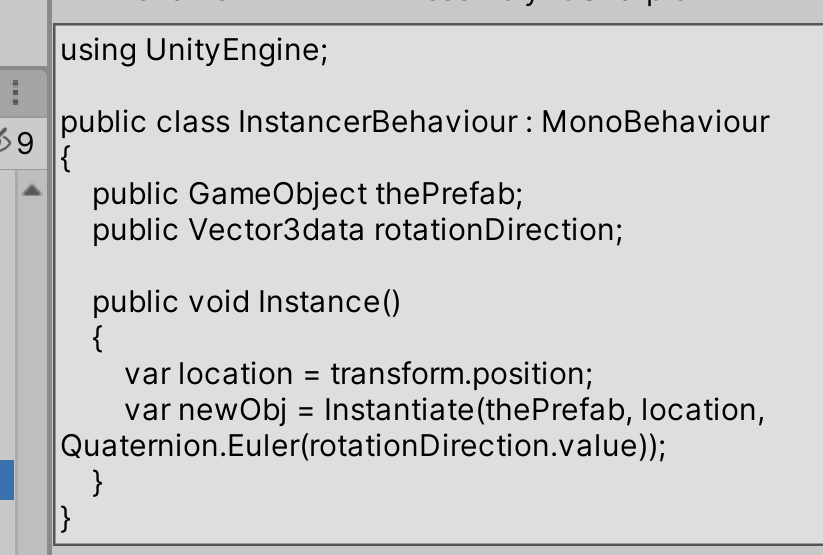 using UnityEngine;
9
public class InstancerBehaviour : MonoBehaviour
{
public GameObject thePrefab;
public Vector3data rotationDirection;
public void Instance()
{
var location = transform.position;
var newObj = Instantiate(thePrefab, location,
Quaternion.Euler(rotationDirection.value));
}
}